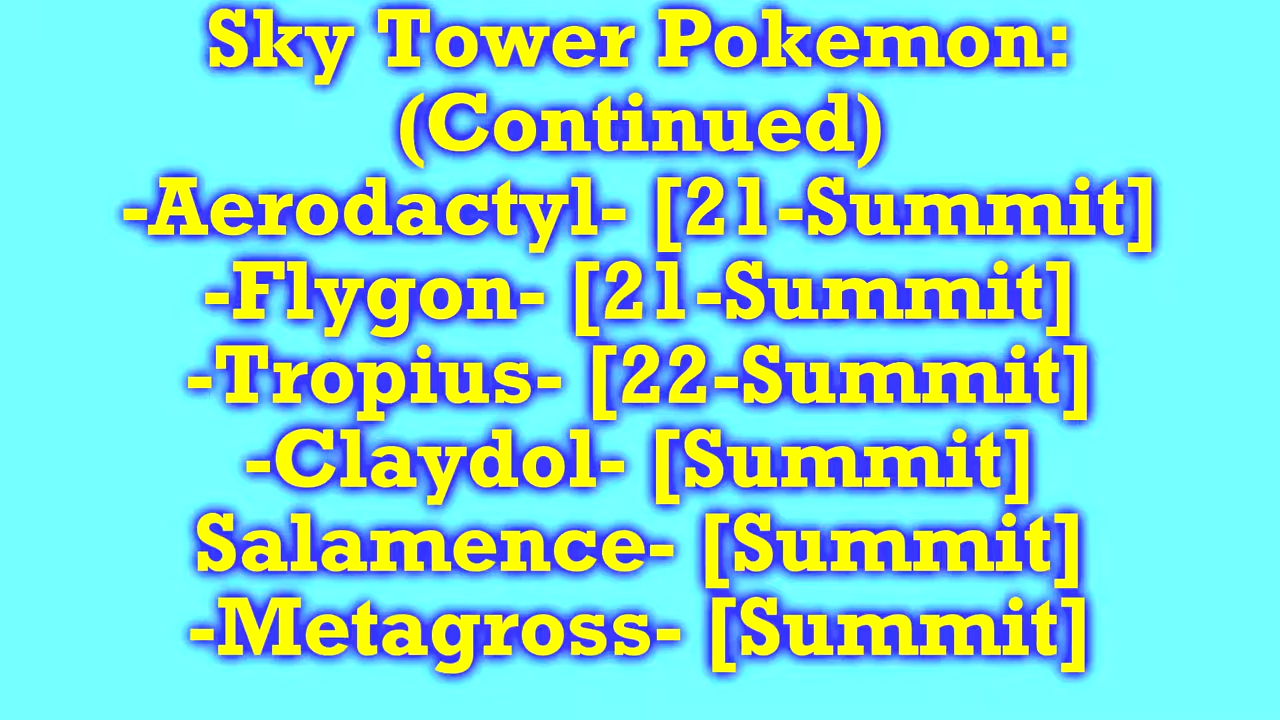 Sky Tower Pokemon:
(Continued)
-Aerodactyl- [21-Summit]
-Flygon- [21-Summit]
-Tropius- [22-Summit]
-Claydol- [Summit]
Salamence- [Summit]
-Metagross- [Summit]